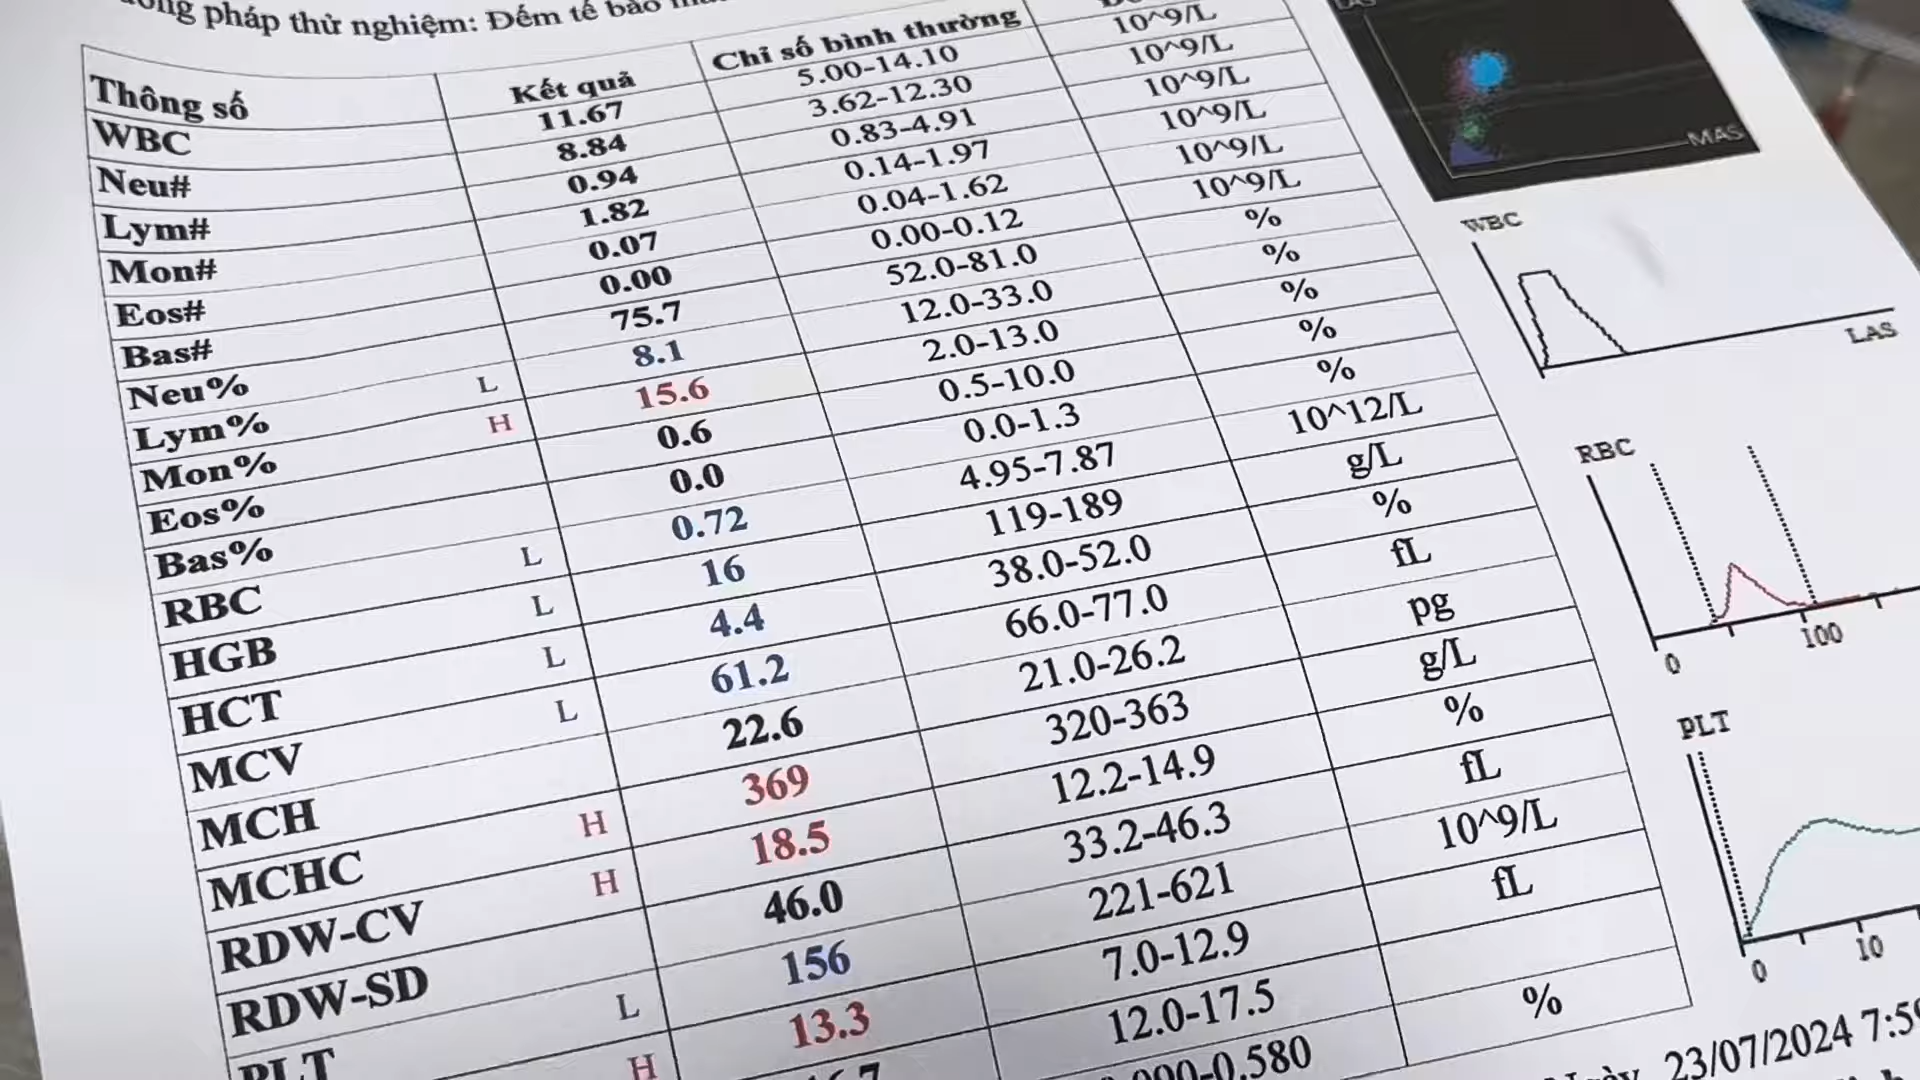 pháp thử nghiệm: Đếm tế bào
Thông số Kết quả Chỉ số bình thường
WBC 11.67 5.00-14.10 10^9/L
Neu# 8.84 3.62-12.30 10^9/L
Lym# 0.94 0.83-4.91 10^9/L
Mon# 1.82 0.14-1.97 10^9/L
Eos# 0.07 0.04-1.62 10^9/L
Bas# 0.00 0.00-0.12 10^9/L
Neu% 75.7 52.0-81.0 %
Lym% L 8.1 12.0-33.0 %
Mon% H 15.6 2.0-13.0 %
Eos% 0.6 0.5-10.0 %
Bas% 0.0 0.0-1.3 %
RBC L 0.72 4.95-7.87 10^12/L
HGB L 16 119-189 g/L
HCT L 4.4 38.0-52.0 %
MCV L 61.2 66.0-77.0 fL
MCH 22.6 21.0-26.2 pg
MCHC H 369 320-363 g/L
RDW-CV H 18.5 12.2-14.9 %
RDW-SD 46.0 33.2-46.3 fL
PLT L 156 221-621 10^9/L
H 13.3 7.0-12.9 fL
12.0-17.5
0.580 %
MAS
WBC
LAS
RBC
0 100
PLT
0 10
23/07/2024